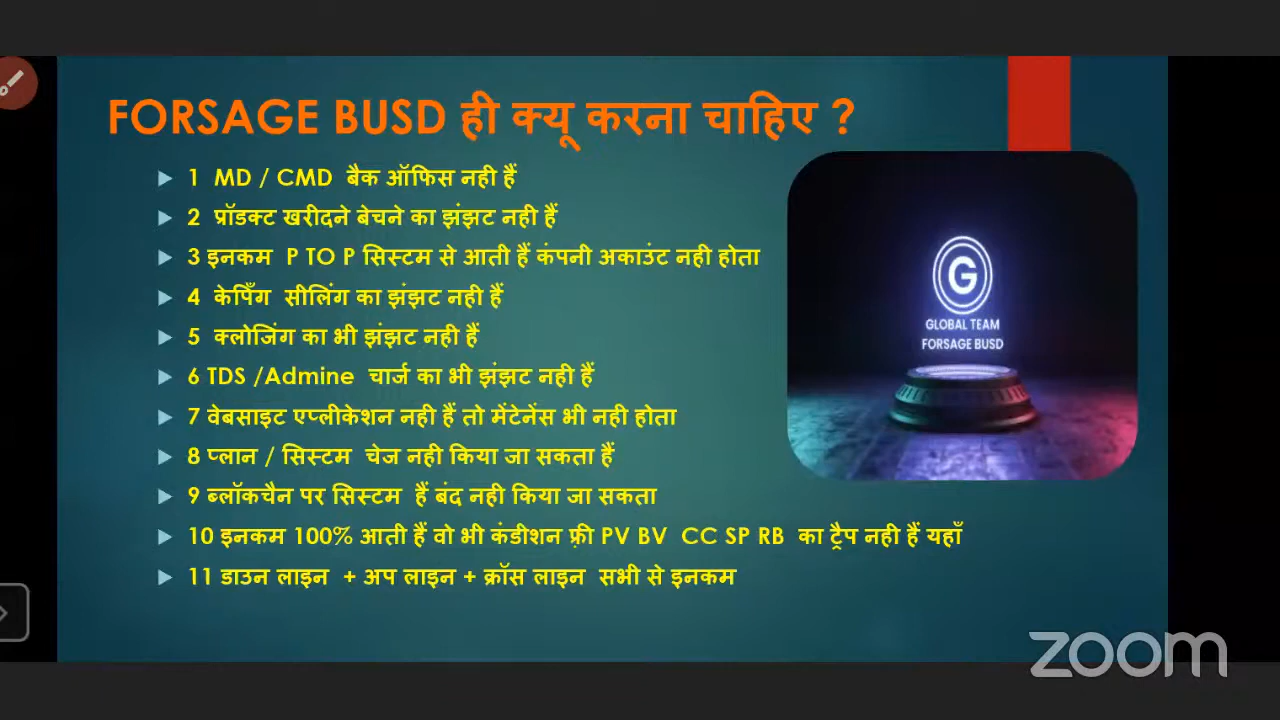 FORSAGE BUSD ही क्यू करना चाहिए ?
1 MD / CMD बैक ऑफिस नही हैं
2 प्रॉडक्ट खरीदने बेचने का झंझट नही हैं
3 इनकम P TO P सिस्टम से आती हैं कंपनी अकाउंट नही होता
4 केपिँग सीलिंग का झंझट नही हैं
5 क्लोजिंग का भी झंझट नही हैं
6 TDS /Admine चार्ज का भी झंझट नही हैं
7 वेबसाइट एप्लीकेशन नही हैं तो मेंटेनेंस भी नही होता
8 प्लान / सिस्टम चेज नही किया जा सकता हैं
9 ब्लॉकचैन पर सिस्टम हैं बंद नही किया जा सकता
10 इनकम 100% आती हैं वो भी कंडीशन फ़्री PV BV CC SP RB का ट्रैप नही हैं यहाँ
11 डाउन लाइन + अप लाइन + क्रॉस लाइन सभी से इनकम
G
GLOBAL TEAM
FORSAGE BUSD
zoom